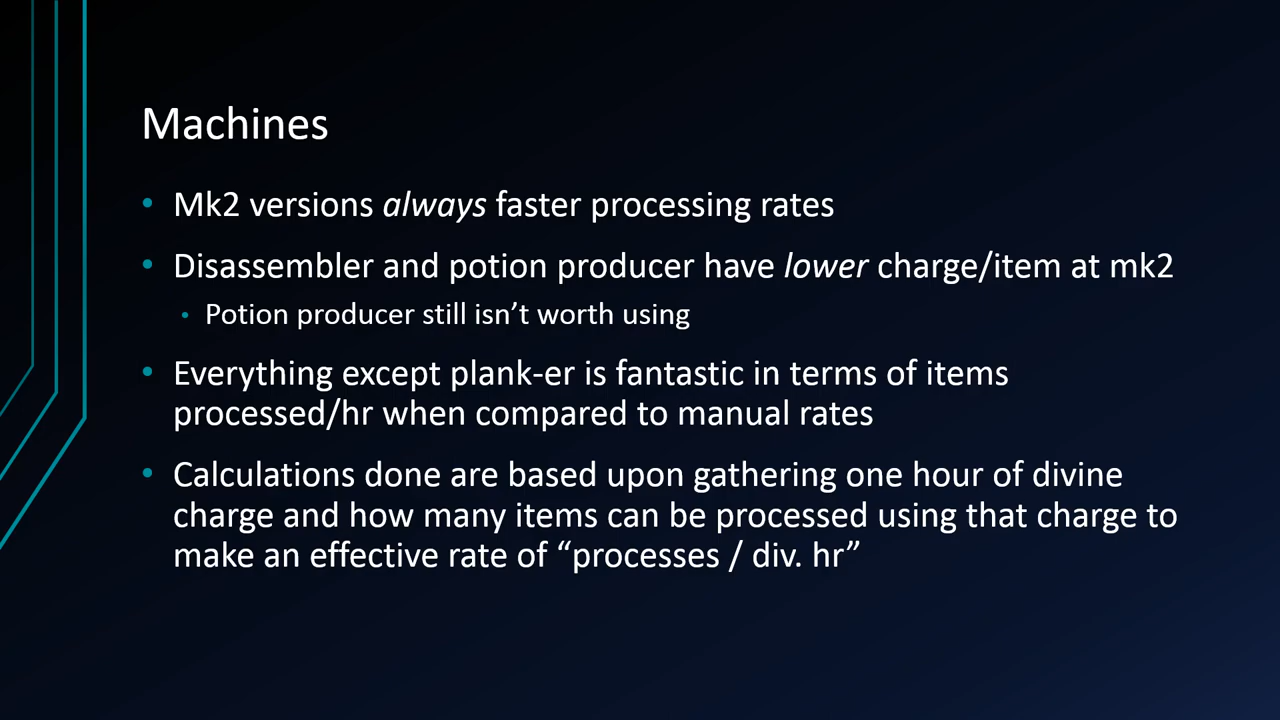 Machines
• Mk2 versions always faster processing rates
• Disassembler and potion producer have lower charge/item at mk2
• Potion producer still isn’t worth using
• Everything except plank-er is fantastic in terms of items
processed/hr when compared to manual rates
• Calculations done are based upon gathering one hour of divine
charge and how many items can be processed using that charge to
make an effective rate of “processes / div. hr”